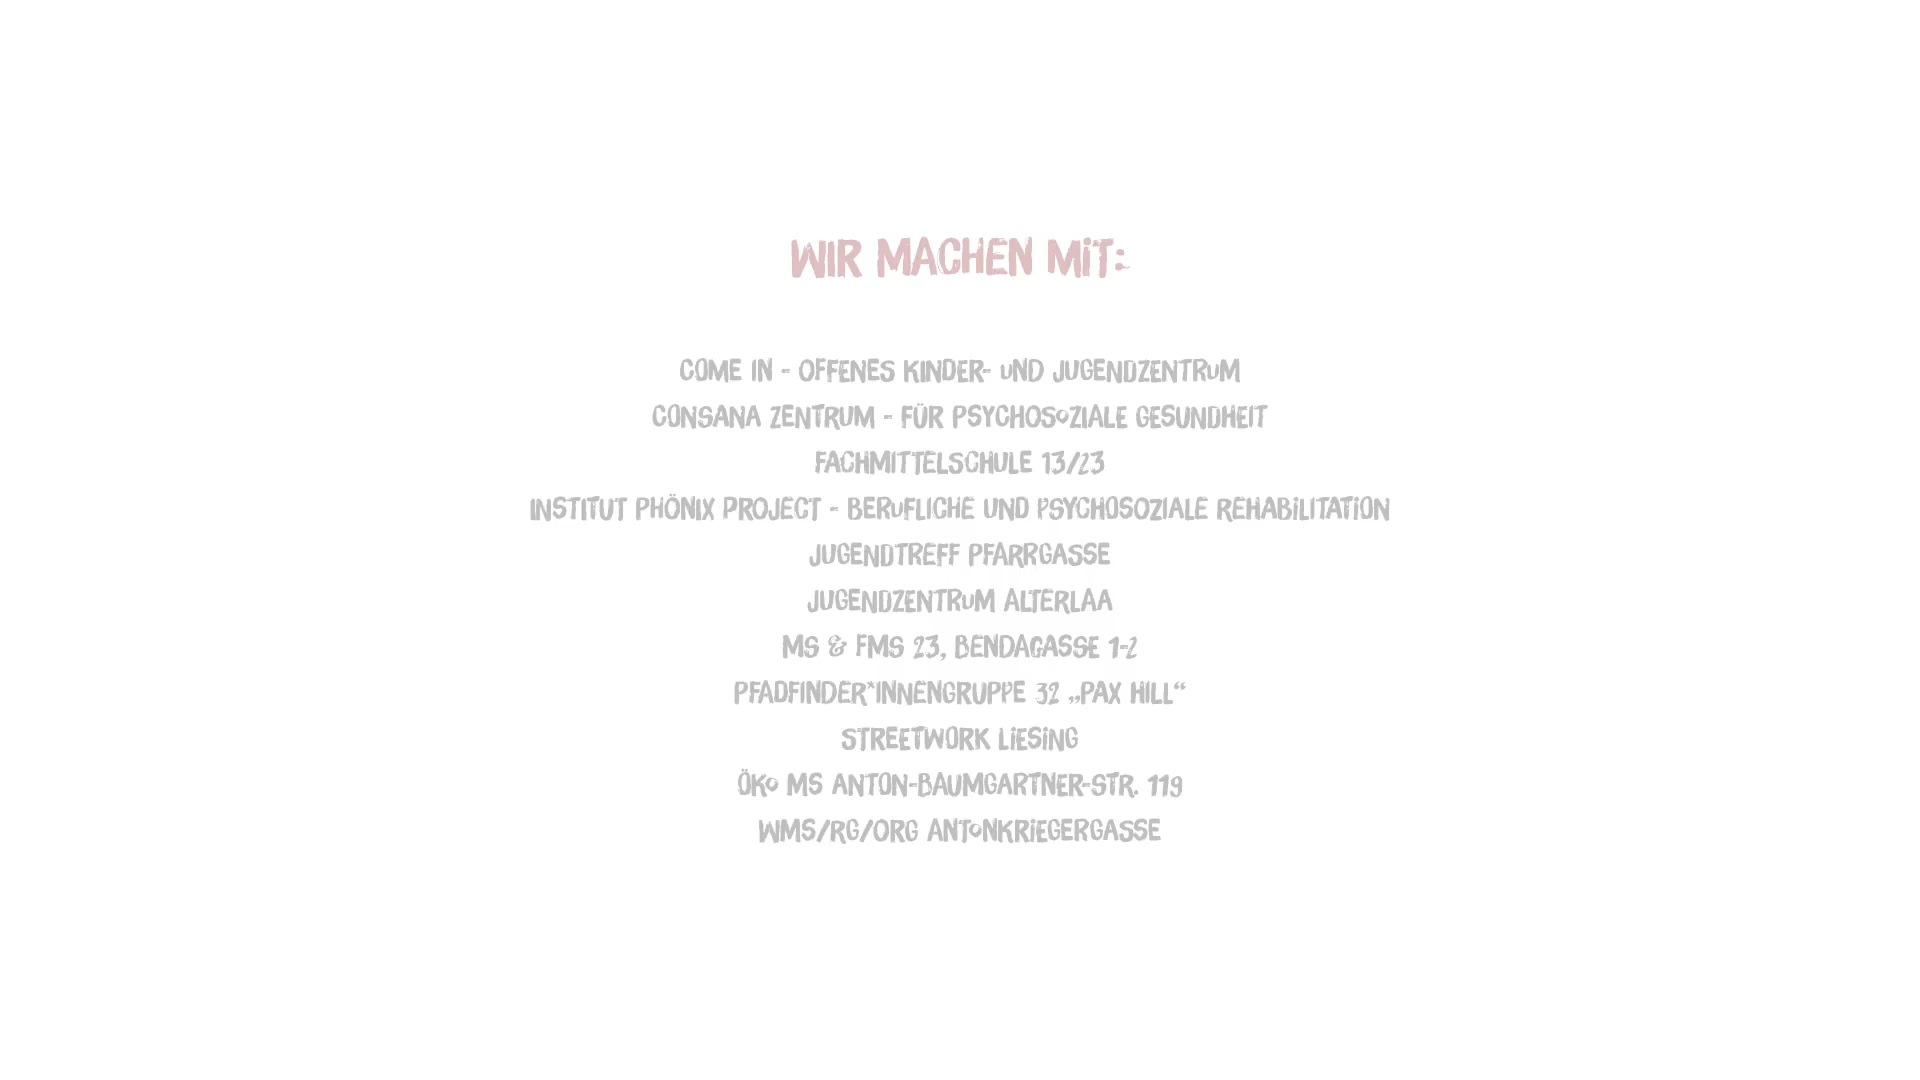 WIR MACHEN MIT:
COME IN - OFFENES KINDER- UND JUGENDZENTRUM
CONSANA ZENTRUM - FÜR PSYCHOSOZIALE GESUNDHEIT
FACHMITTELSCHULE 13/23
INSTITUT PHÖNIX PROJECT - BERUFLICHE UND PSYCHOSOZIALE REHABILITATION
JUGENDTREFF PFARRGASSE
JUGENDZENTRUM ALTERLAA
MS & FMS 23, BENDAGASSE 1-2
PFADFINDER*INNENGRUPPE 32 „PAX HILL“
STREETWORK LIESING
ÖKO MS ANTON-BAUMGARTNER-STR. 119
WMS/RG/ORG ANTONKRIEGERGASSE